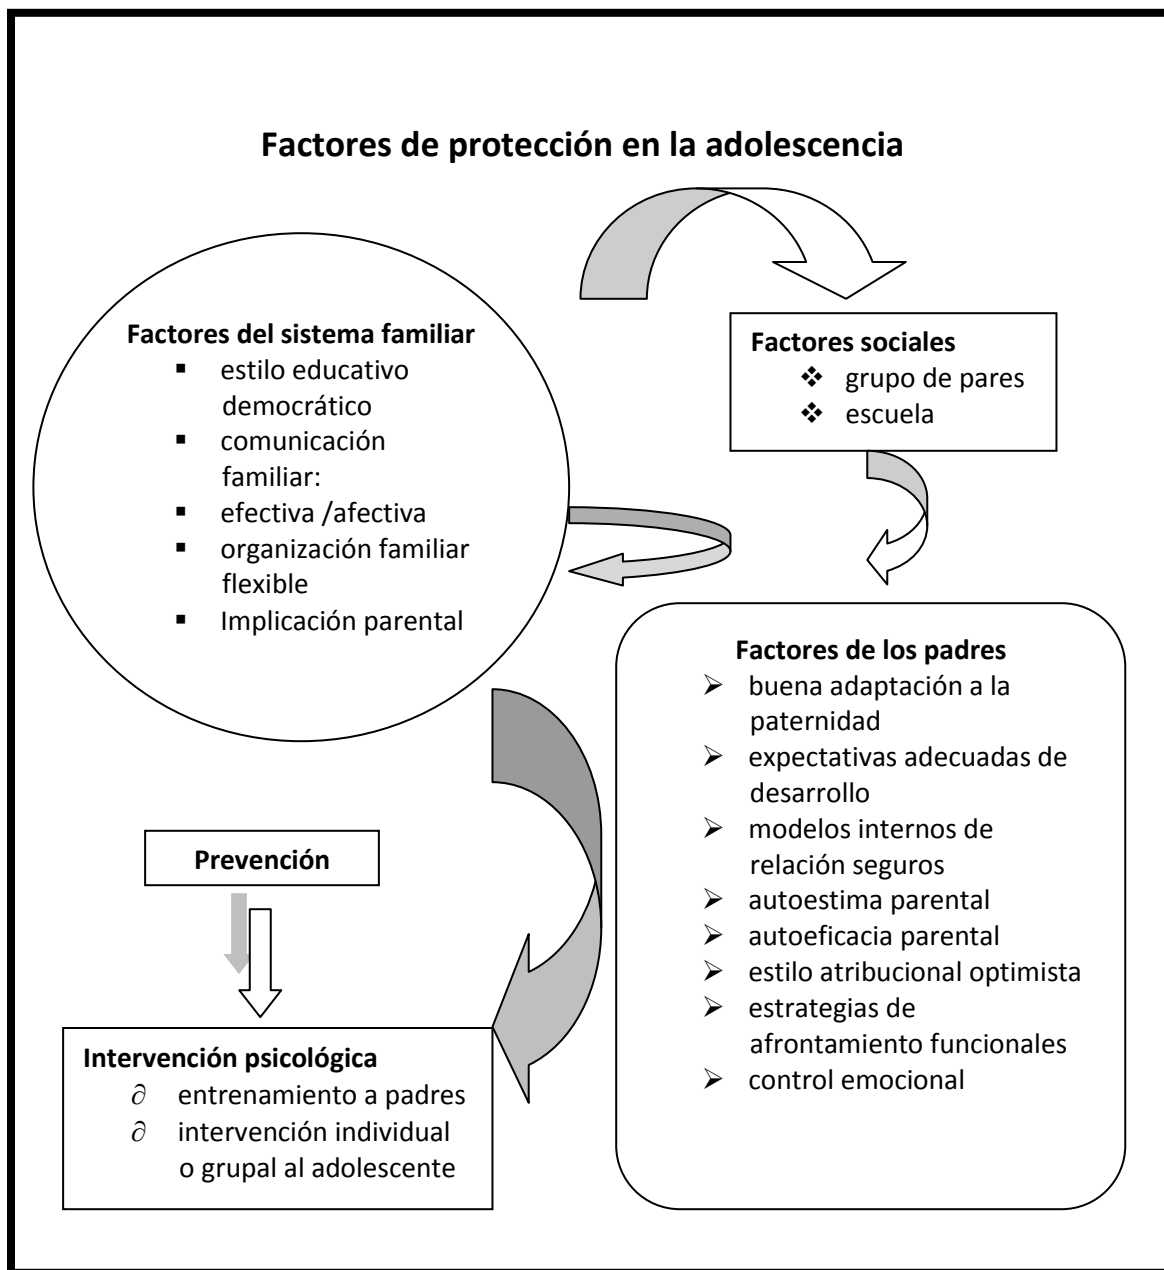 Factores de protección en la adolescencia
Factores del sistema familiar
▪ estilo educativo
democrático
▪ comunicación
familiar:
▪ efectiva /afectiva
▪ organización familiar
flexible
▪ Implicación parental
Factores sociales
❖ grupo de pares
❖ escuela
Factores de los padres
➢ buena adaptación a la
paternidad
➢ expectativas adecuadas de
desarrollo
➢ modelos internos de
relación seguros
➢ autoestima parental
➢ autoeficacia parental
➢ estilo atribucional optimista
➢ estrategias de
afrontamiento funcionales
➢ control emocional
Prevención
Intervención psicológica
∂ entrenamiento a padres
∂ intervención individual
o grupal al adolescente